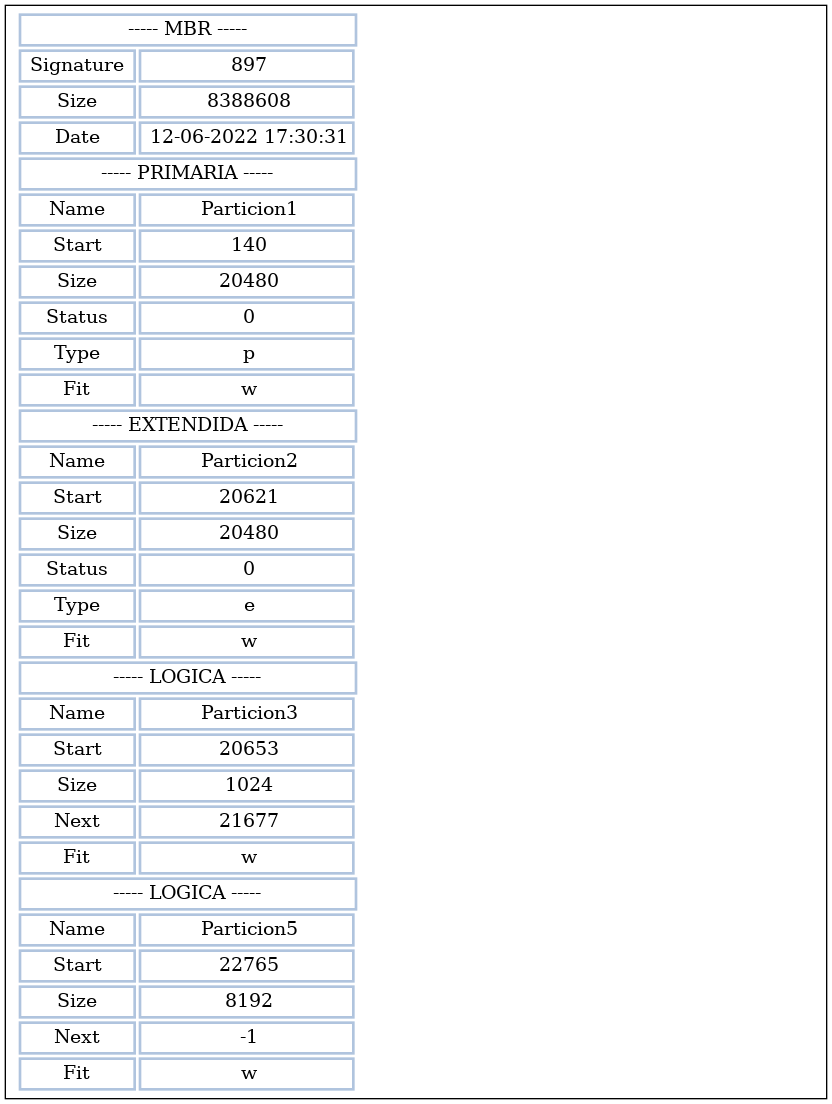 ----- MBR -----
Signature 897
Size 8388608
Date 12-06-2022 17:30:31
----- PRIMARIA -----
Name Particion1
Start 140
Size 20480
Status 0
Type p
Fit w
----- EXTENDIDA -----
Name Particion2
Start 20621
Size 20480
Status 0
Type e
Fit w
----- LOGICA -----
Name Particion3
Start 20653
Size 1024
Next 21677
Fit w
----- LOGICA -----
Name Particion5
Start 22765
Size 8192
Next -1
Fit w